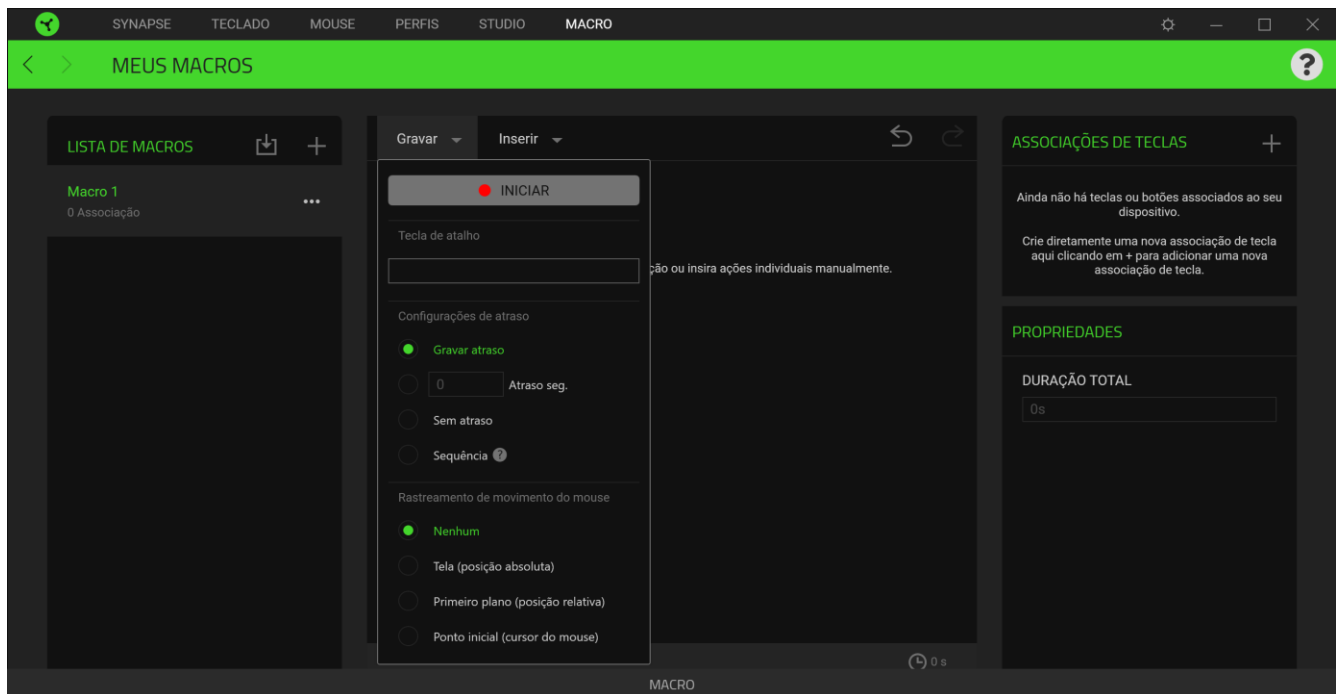 SYNAPSE TECLADO MOUSE PERFIS STUDIO MACRO
MEUS MACROS
?
LISTA DE MACROS
Macro 1
0 Associação
Gravar
Inserir
INICIAR
Tecla de atalho
ção ou insira ações individuais manualmente.
Configurações de atraso
Gravar atraso
0 Atraso seg.
Sem atraso
Sequência ?
Rastreamento de movimento do mouse
Nenhum
Tela (posição absoluta)
Primeiro plano (posição relativa)
Ponto inicial (cursor do mouse)
0 s
ASSOCIAÇÕES DE TECLAS
Ainda não há teclas ou botões associados ao seu
dispositivo.
Crie diretamente uma nova associação de tecla
aqui clicando em + para adicionar uma nova
associação de tecla.
PROPRIEDADES
DURAÇÃO TOTAL
0s
MACRO